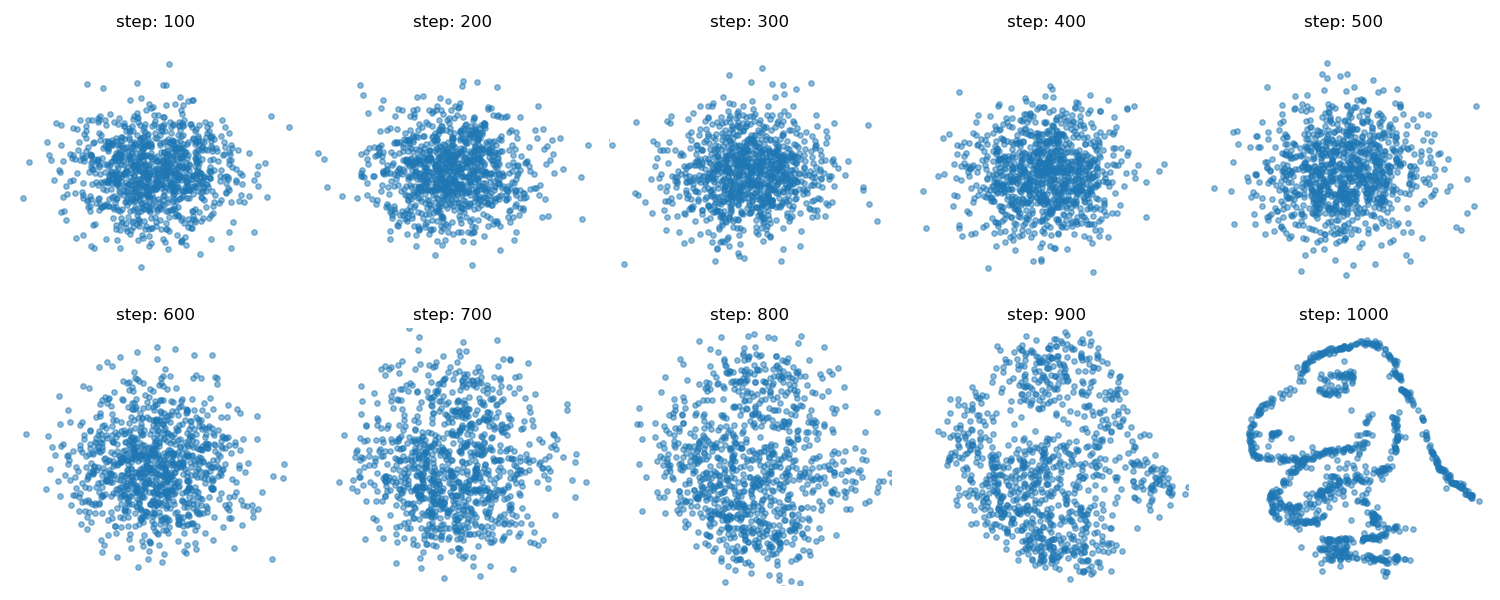 step: 100
step: 200
step: 300
step: 400
step: 500
step: 600
step: 700
step: 800
step: 900
step: 1000